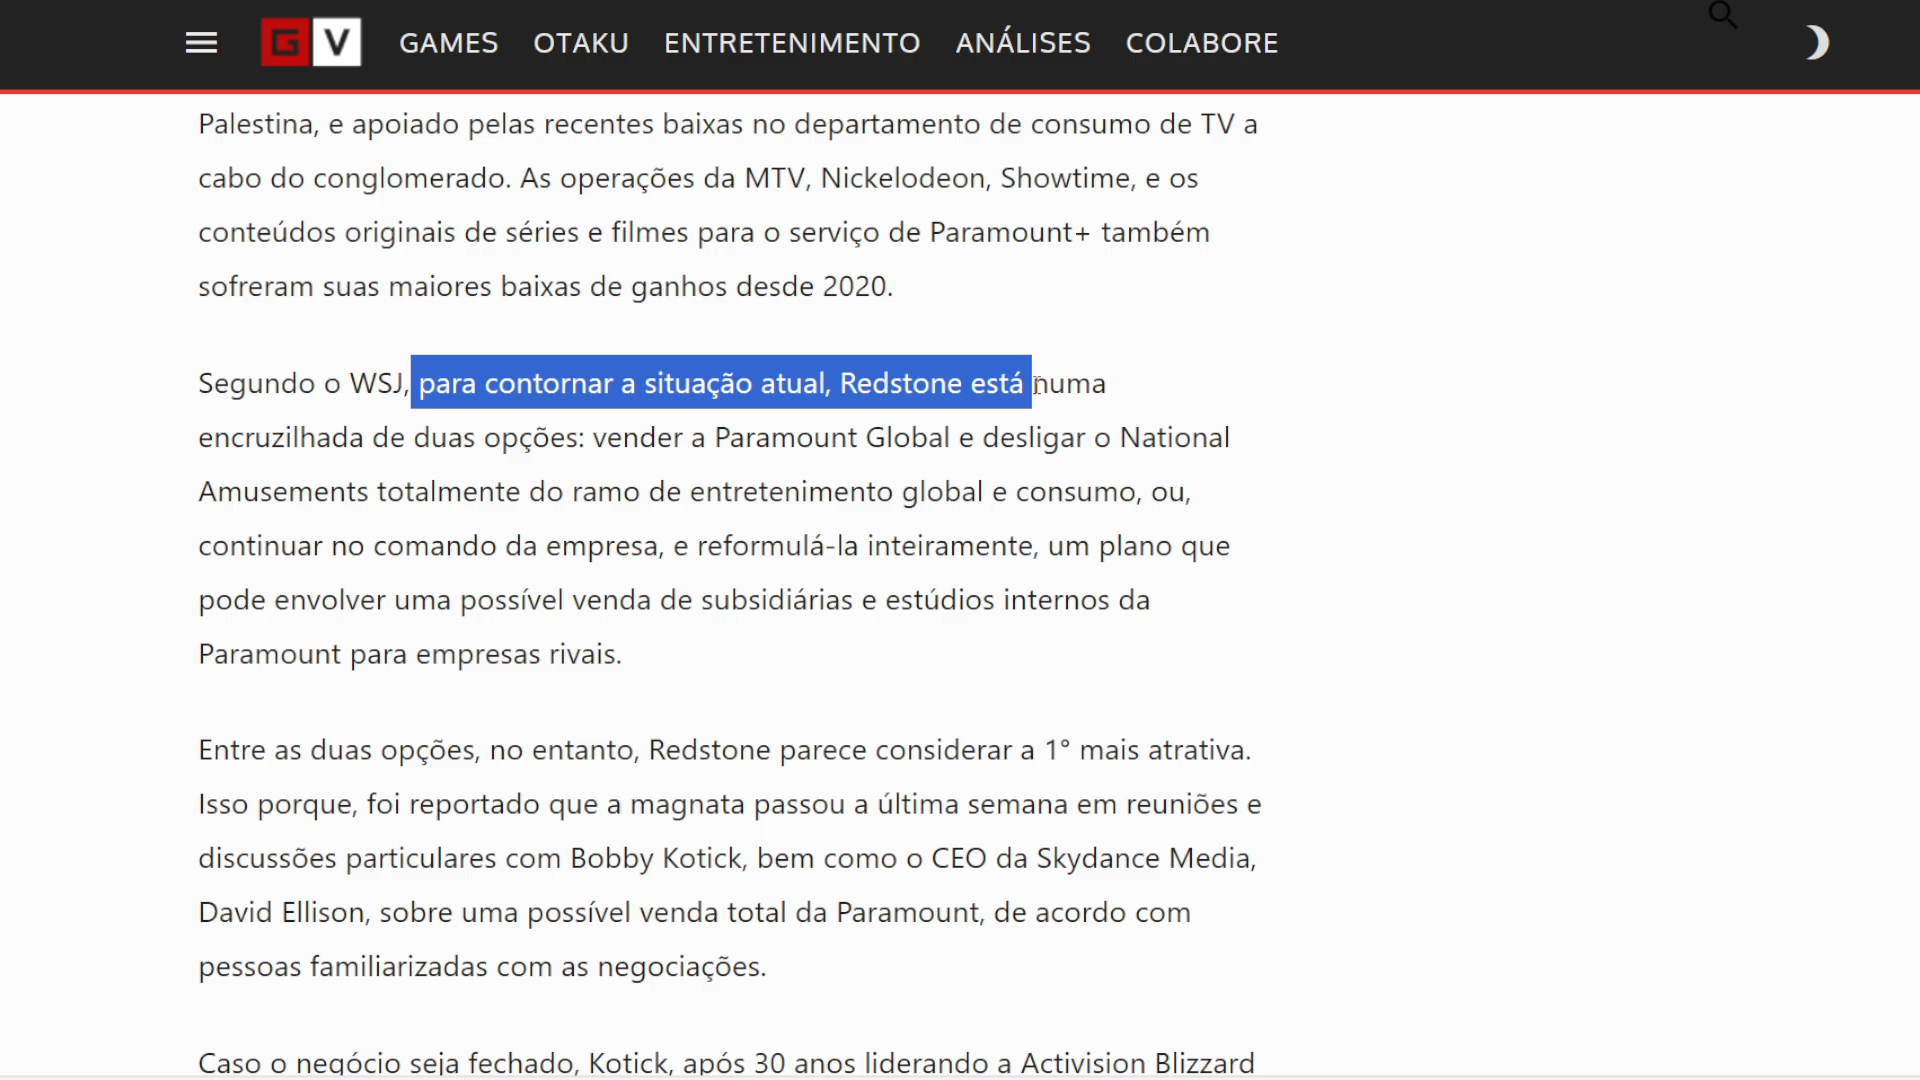 GV GAMES OTAKU ENTRETENIMENTO ANÁLISES COLABORE
Palestina, e apoiado pelas recentes baixas no departamento de consumo de TV a
cabo do conglomerado. As operações da MTV, Nickelodeon, Showtime, e os
conteúdos originais de séries e filmes para o serviço de Paramount+ também
sofreram suas maiores baixas de ganhos desde 2020.
Segundo o WSJ, para contornar a situação atual, Redstone está numa
encruzilhada de duas opções: vender a Paramount Global e desligar o National
Amusements totalmente do ramo de entretenimento global e consumo, ou,
continuar no comando da empresa, e reformulá-la inteiramente, um plano que
pode envolver uma possível venda de subsidiárias e estúdios internos da
Paramount para empresas rivais.
Entre as duas opções, no entanto, Redstone parece considerar a 1° mais atrativa.
Isso porque, foi reportado que a magnata passou a última semana em reuniões e
discussões particulares com Bobby Kotick, bem como o CEO da Skydance Media,
David Ellison, sobre uma possível venda total da Paramount, de acordo com
pessoas familiarizadas com as negociações.
Caso o negócio seja fechado, Kotick, após 30 anos liderando a Activision Blizzard